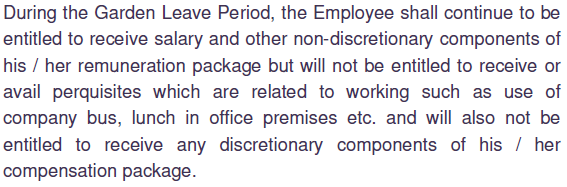 During the Garden Leave Period, the Employee shall continue to be
entitled to receive salary and other non-discretionary components of
his / her remuneration package but will not be entitled to receive or
avail perquisites which are related to working such as use of
company bus, lunch in office premises etc. and will also not be
entitled to receive any discretionary components of his / her
compensation package.